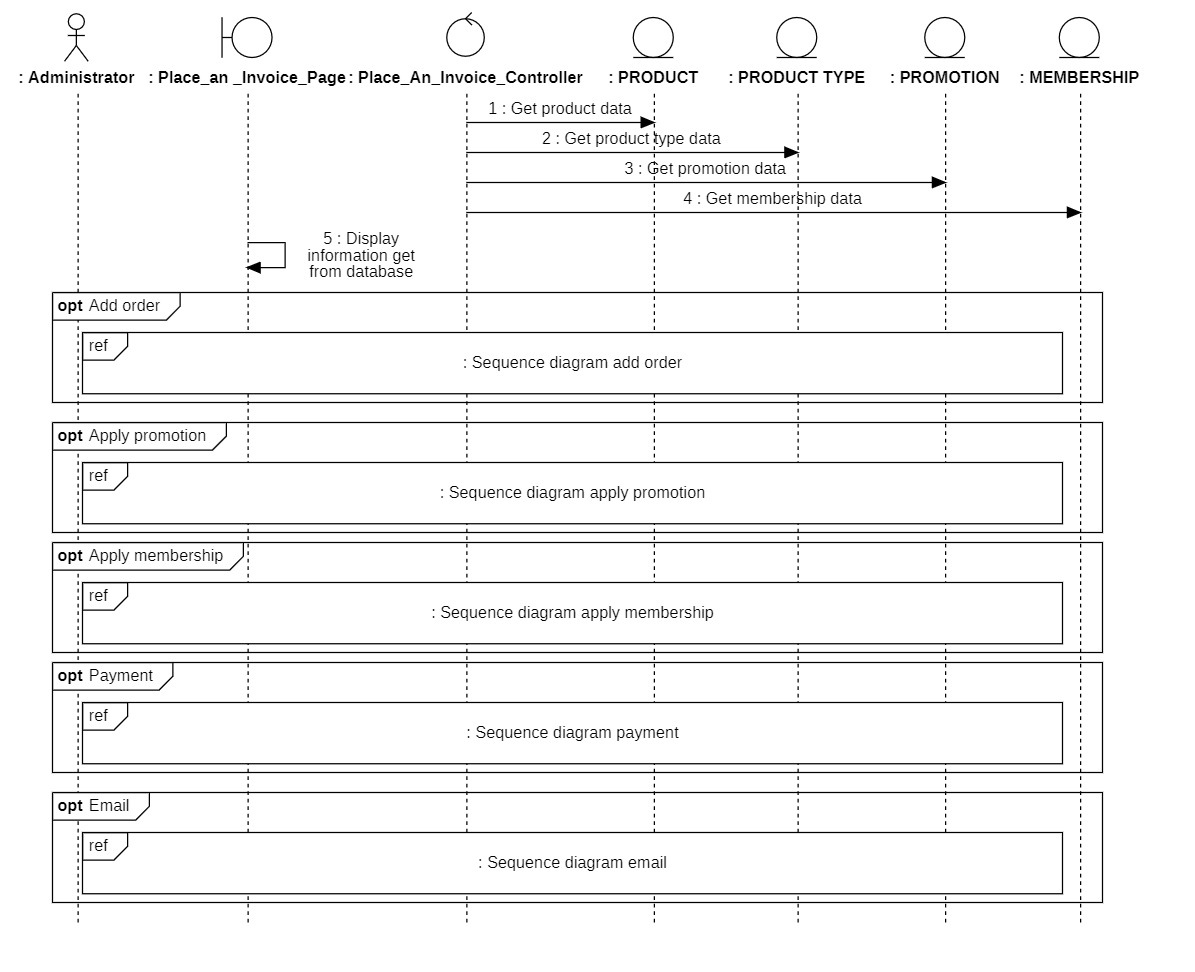 : Administrator : Place_an _Invoice_Page : Place_An_Invoice_Controller : PRODUCT : PRODUCT TYPE : PROMOTION : MEMBERSHIP
1 : Get product data
2 : Get product type data
3 : Get promotion data
4 : Get membership data
5 : Display
information get
from database
opt Add order
ref
: Sequence diagram add order
opt Apply promotion
ref
: Sequence diagram apply promotion
opt Apply membership
ref
: Sequence diagram apply membership
opt Payment
ref
: Sequence diagram payment
opt Email
ref
: Sequence diagram email